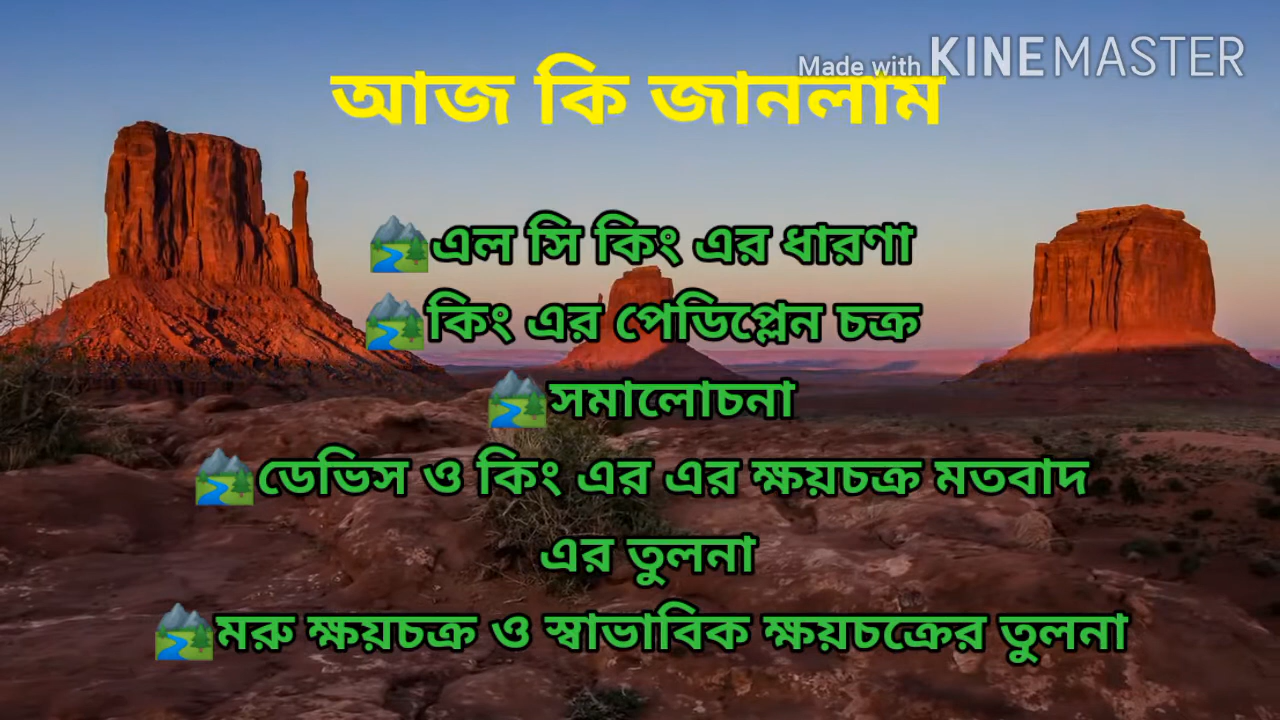 Made with KINEMASTER
আজ কি জানলাম
🏞️এল সি কিং এর ধারণা
🏞️কিং এর পেডিপ্লেন চক্র
🏞️সমালোচনা
🏞️ডেভিস ও কিং এর এর ক্ষয়চক্র মতবাদ
এর তুলনা
🏞️মরু ক্ষয়চক্র ও স্বাভাবিক ক্ষয়চক্রের তুলনা